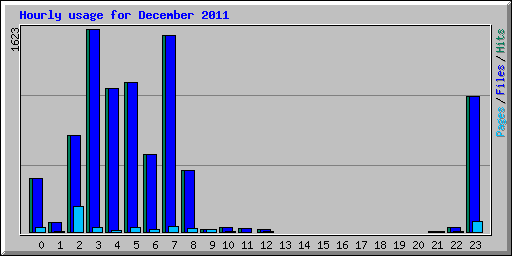 Hourly usage for December 2011
1623
Pages / Files / Hits
0 1 2 3 4 5 6 7 8 9 10 11 12 13 14 15 16 17 18 19 20 21 22 23